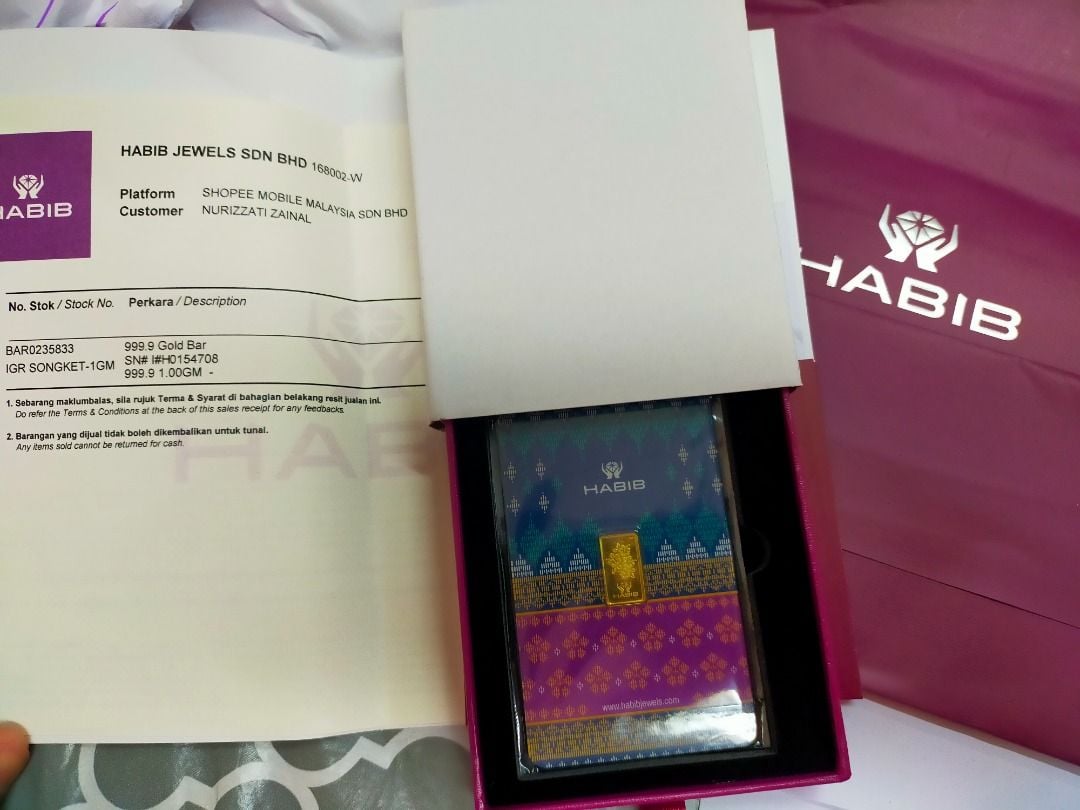 HABIB
HABIB JEWELS SDN BHD 168002-W
Platform SHOPEE MOBILE MALAYSIA SDN BHD
Customer NURIZZATI ZAINAL
No. Stok / Stock No. Perkara / Description
BAR0235833 999.9 Gold Bar
IGR SONGKET-1GM SN# I#H0154708
999.9 1.00GM -
1. Sebarang maklumbalas, sila rujuk Terma & Syarat di bahagian belakang resit jualan ini.
Do refer the Terms & Conditions at the back of this sales receipt for any feedbacks.
2. Barangan yang dijual tidak boleh dikembalikan untuk tunai.
Any items sold cannot be returned for cash.
HABIB
HABIB
HABIB
www.habibjewels.com
HABIB